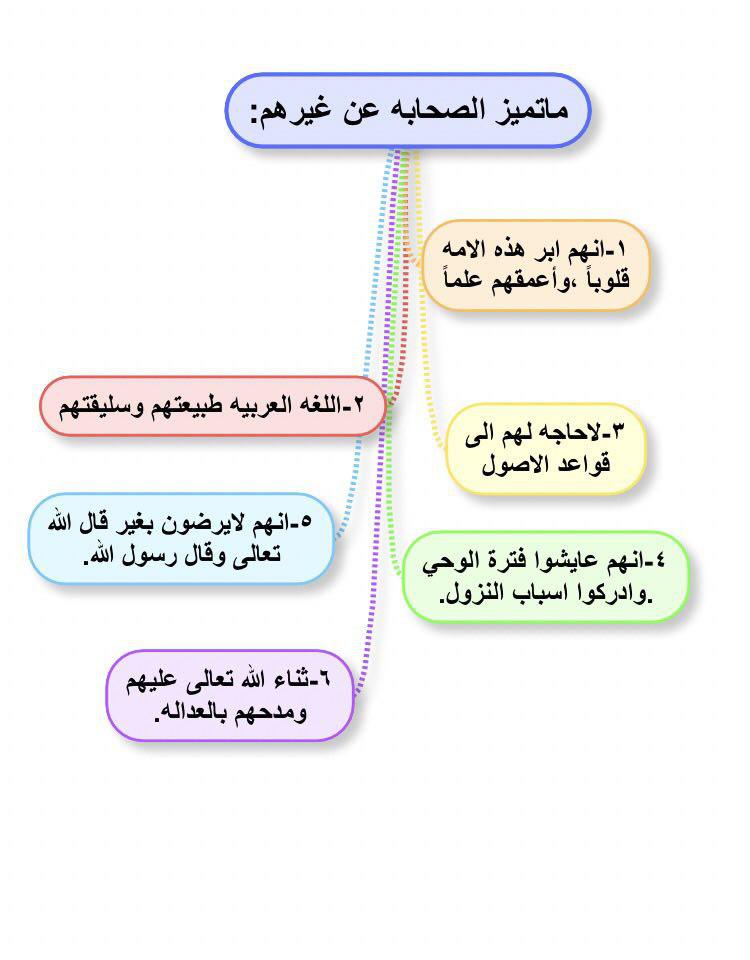 ماتميز الصحابه عن غيرهم:
١-انهم ابر هذه الامه
قلوباً ،وأعمقهم علماً
٢-اللغه العربيه طبيعتهم وسليقتهم
٣-لاحاجه لهم الى
قواعد الاصول
٤-انهم عايشوا فترة الوحي
.وادركوا اسباب النزول.
٥-انهم لايرضون بغير قال الله
تعالى وقال رسول الله.
٦-ثناء الله تعالى عليهم
ومدحهم بالعداله.